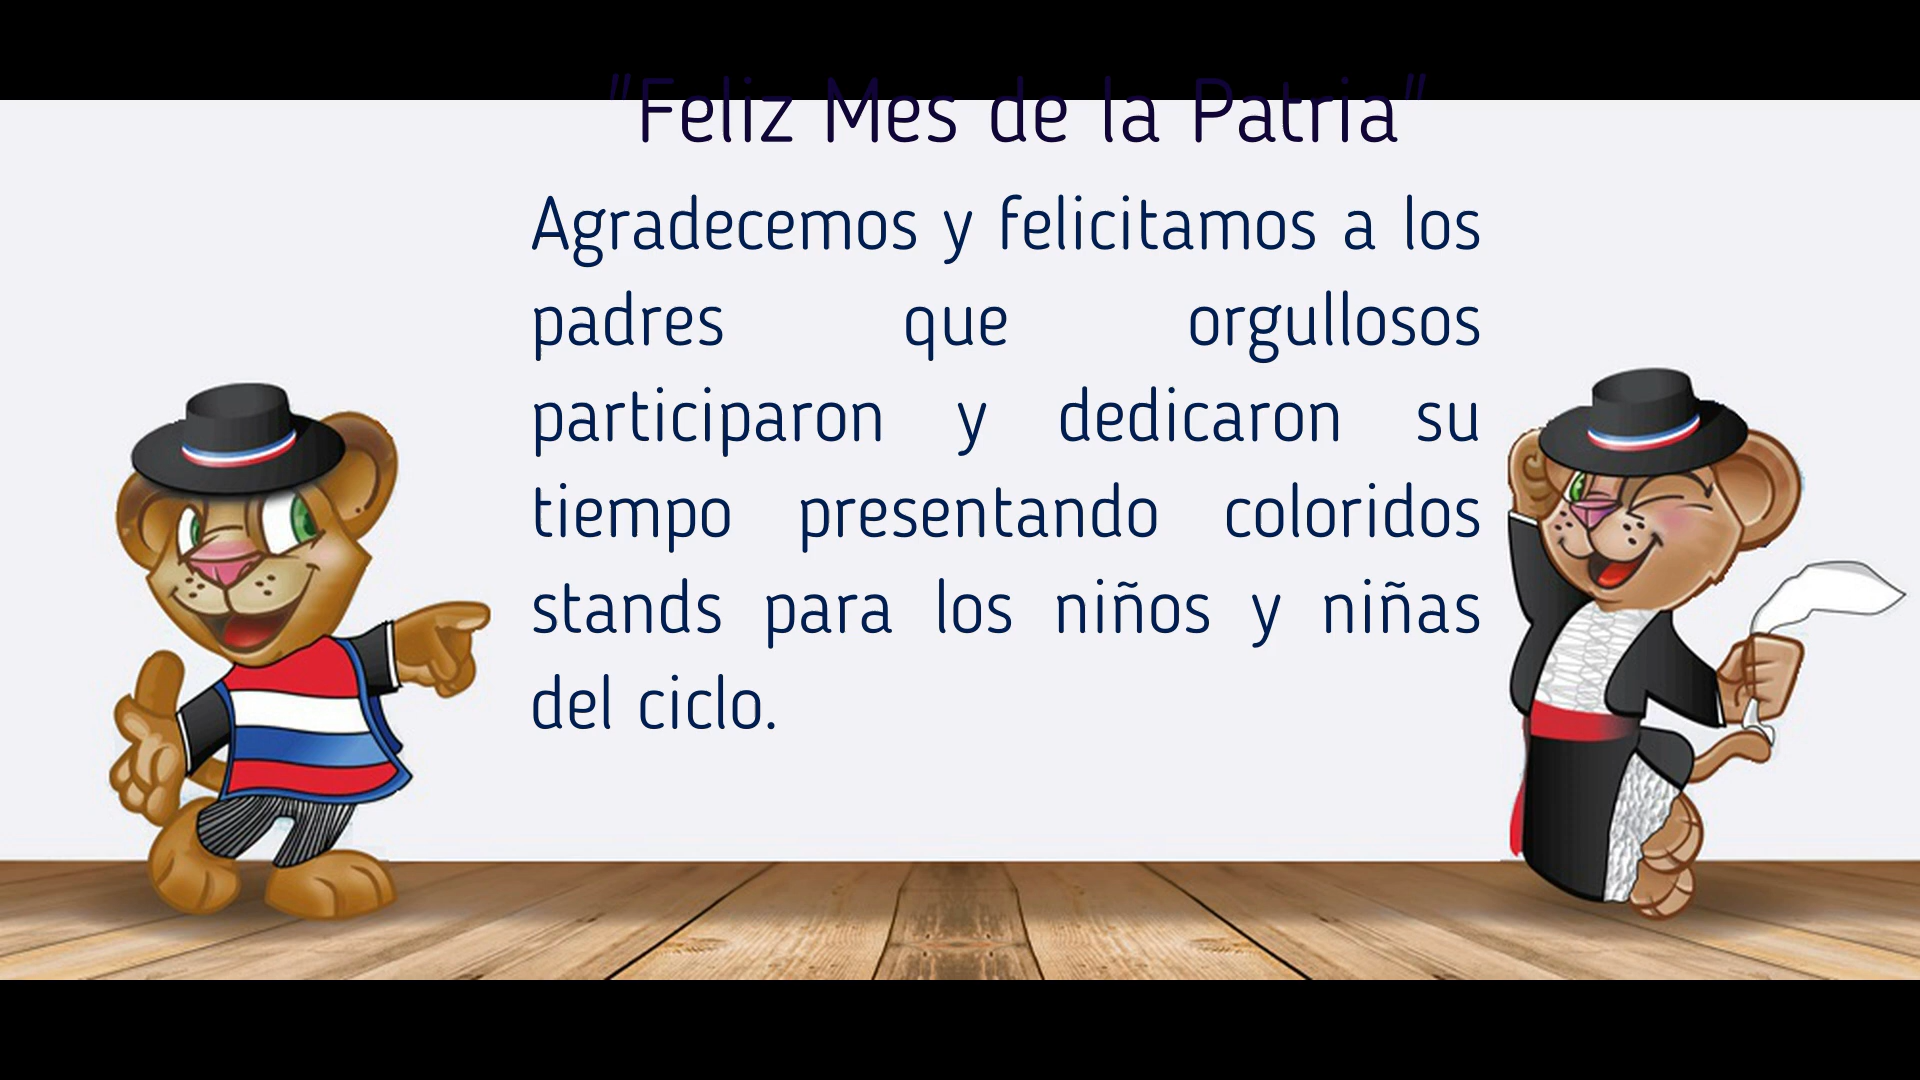 "Feliz Mes de la Patria"
Agradecemos y felicitamos a los
padres que orgullosos
participaron y dedicaron su
tiempo presentando coloridos
stands para los niños y niñas
del ciclo.